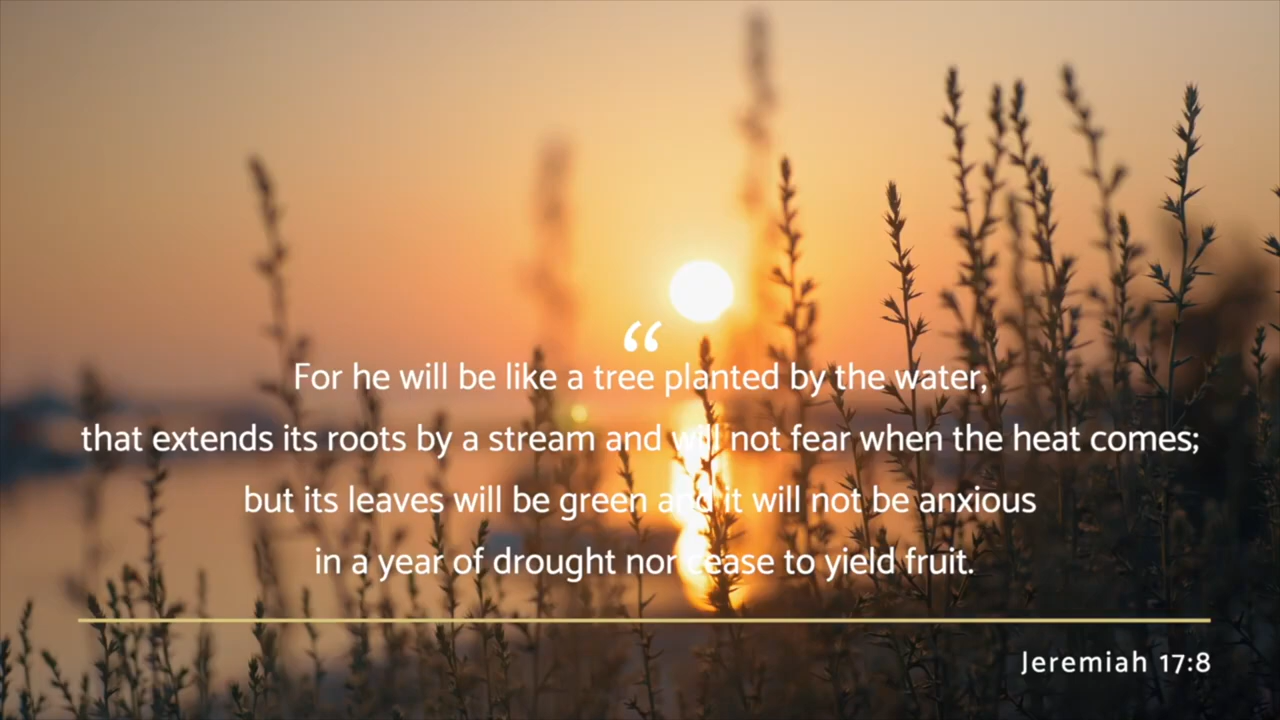 “
For he will be like a tree planted by the water,
that extends its roots by a stream and will not fear when the heat comes;
but its leaves will be green and it will not be anxious
in a year of drought nor cease to yield fruit.
Jeremiah 17:8